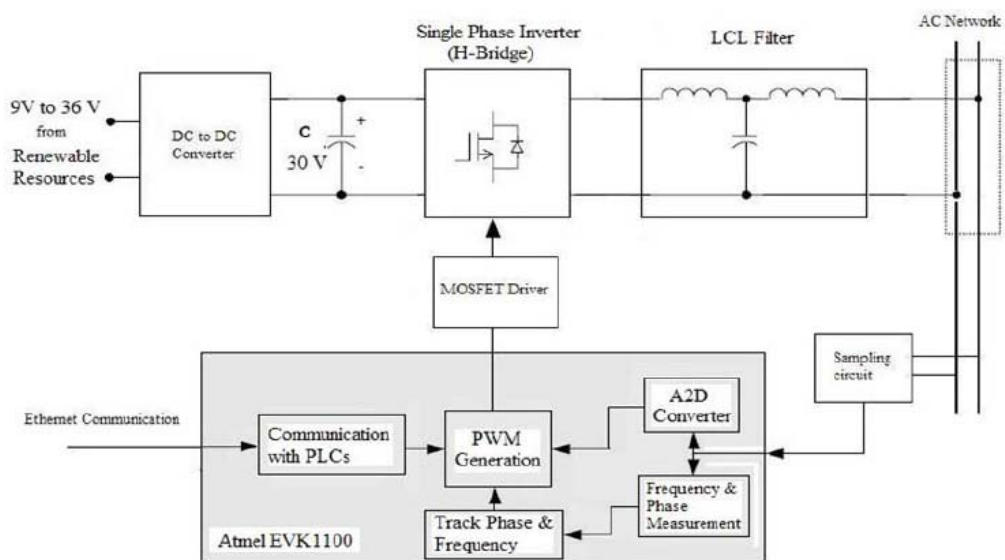 AC Network
Single Phase Inverter
(H-Bridge)
LCL Filter
9V to 36 V
from
Renewable
Resources
DC to DC
Converter
C
+
30 V
-
MOSFET Driver
Sampling
circuit
Ethernet Communication
Communication
with PLCs
PWM
Generation
A2D
Converter
Frequency &
Phase
Measurement
Track Phase &
Frequency
Atmel EVK1100